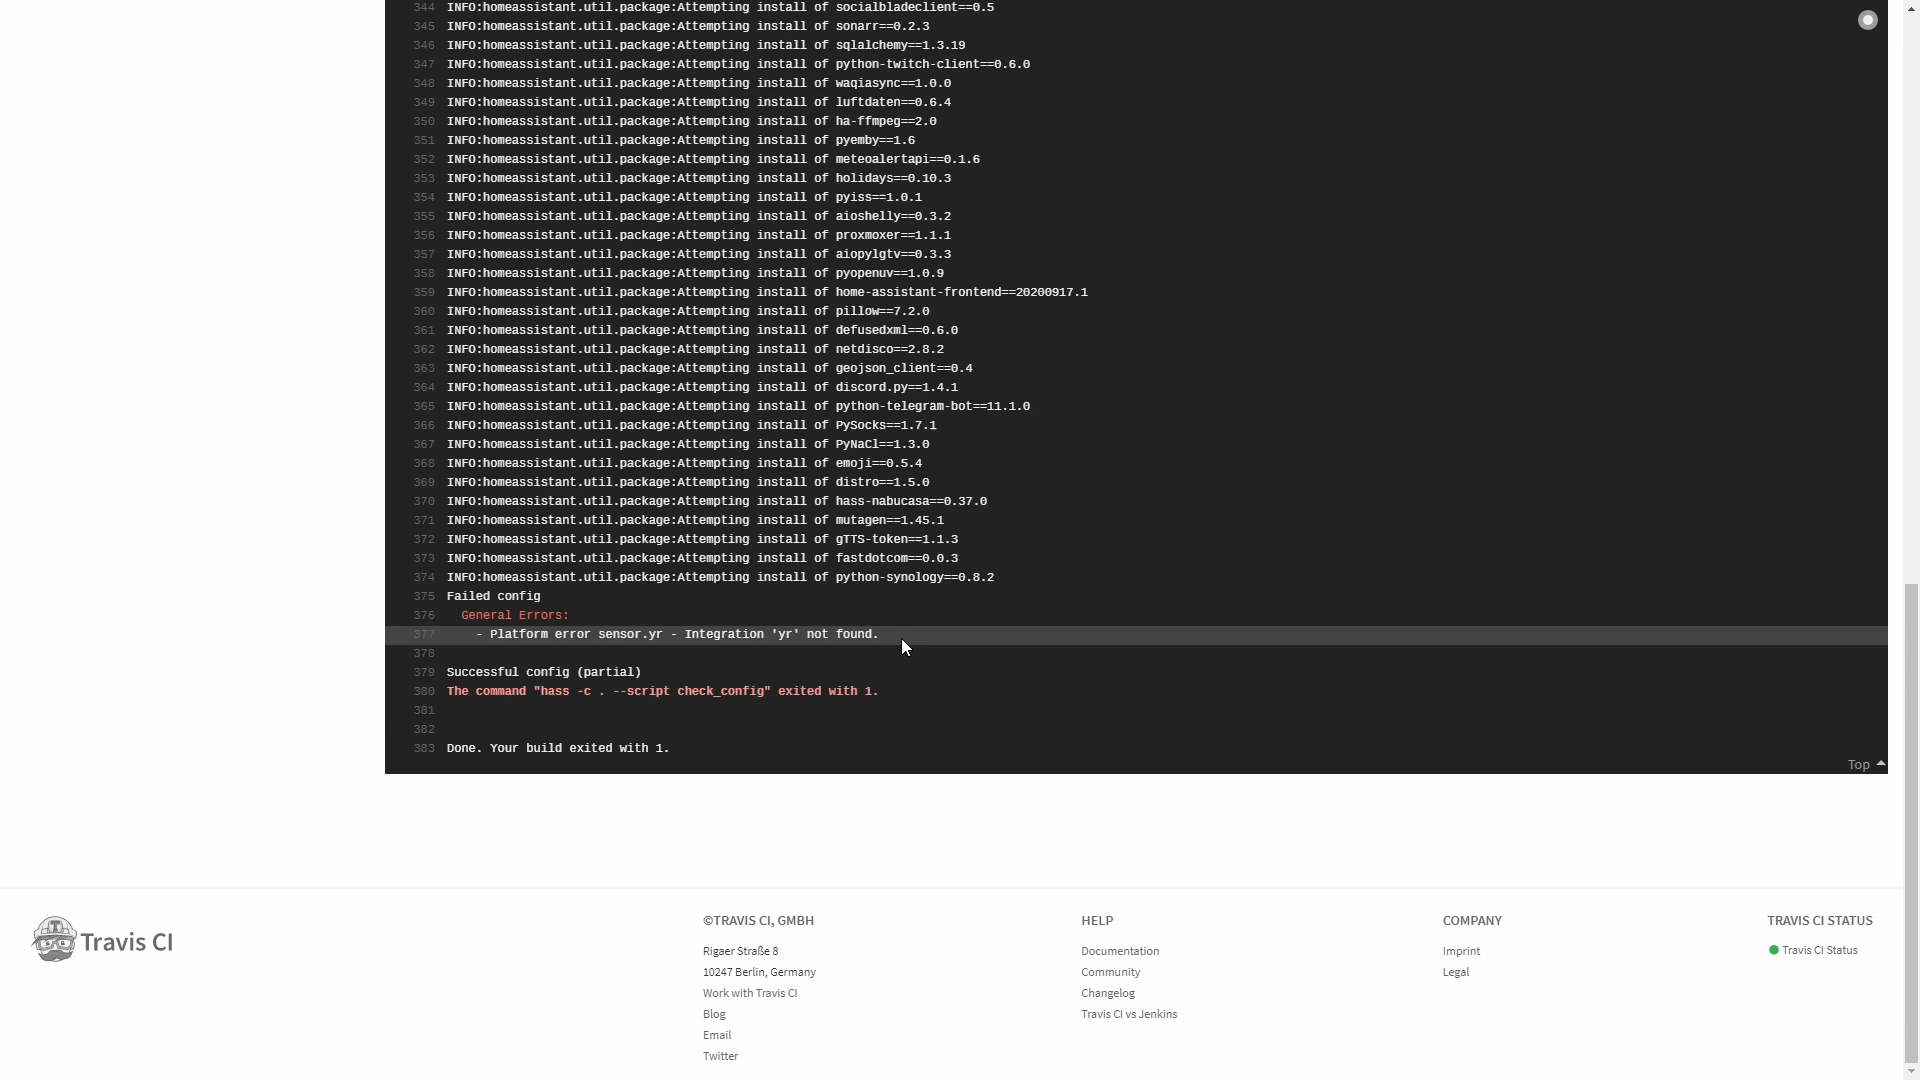 344 INFO:homeassistant.util.package:Attempting install of socialbladeclient==0.5
345 INFO:homeassistant.util.package:Attempting install of sonarr==0.2.3
346 INFO:homeassistant.util.package:Attempting install of sqlalchemy==1.3.19
347 INFO:homeassistant.util.package:Attempting install of python-twitch-client==0.6.0
348 INFO:homeassistant.util.package:Attempting install of waqiasync==1.0.0
349 INFO:homeassistant.util.package:Attempting install of luftdaten==0.6.4
350 INFO:homeassistant.util.package:Attempting install of ha-ffmpeg==2.0
351 INFO:homeassistant.util.package:Attempting install of pyemby==1.6
352 INFO:homeassistant.util.package:Attempting install of meteoalertapi==0.1.6
353 INFO:homeassistant.util.package:Attempting install of holidays==0.10.3
354 INFO:homeassistant.util.package:Attempting install of pyiss==1.0.1
355 INFO:homeassistant.util.package:Attempting install of aioshelly==0.3.2
356 INFO:homeassistant.util.package:Attempting install of proxmoxer==1.1.1
357 INFO:homeassistant.util.package:Attempting install of aiopylgtv==0.3.3
358 INFO:homeassistant.util.package:Attempting install of pyopenuv==1.0.9
359 INFO:homeassistant.util.package:Attempting install of home-assistant-frontend==20200917.1
360 INFO:homeassistant.util.package:Attempting install of pillow==7.2.0
361 INFO:homeassistant.util.package:Attempting install of defusedxml==0.6.0
362 INFO:homeassistant.util.package:Attempting install of netdisco==2.8.2
363 INFO:homeassistant.util.package:Attempting install of geojson_client==0.4
364 INFO:homeassistant.util.package:Attempting install of discord.py==1.4.1
365 INFO:homeassistant.util.package:Attempting install of python-telegram-bot==11.1.0
366 INFO:homeassistant.util.package:Attempting install of PySocks==1.7.1
367 INFO:homeassistant.util.package:Attempting install of PyNaCl==1.3.0
368 INFO:homeassistant.util.package:Attempting install of emoji==0.5.4
369 INFO:homeassistant.util.package:Attempting install of distro==1.5.0
370 INFO:homeassistant.util.package:Attempting install of hass-nabucasa==0.37.0
371 INFO:homeassistant.util.package:Attempting install of mutagen==1.45.1
372 INFO:homeassistant.util.package:Attempting install of gTTS-token==1.1.3
373 INFO:homeassistant.util.package:Attempting install of fastdotcom==0.0.3
374 INFO:homeassistant.util.package:Attempting install of python-synology==0.8.2
375 Failed config
376 General Errors:
377 - Platform error sensor.yr - Integration 'yr' not found.
378
379 Successful config (partial)
380 The command "hass -c . --script check_config" exited with 1.
381
382
383 Done. Your build exited with 1.
Top
Travis CI
©TRAVIS CI, GMBH
Rigaer Straße 8
10247 Berlin, Germany
Work with Travis CI
Blog
Email
Twitter
HELP
Documentation
Community
Changelog
Travis CI vs Jenkins
COMPANY
Imprint
Legal
TRAVIS CI STATUS
Travis CI Status